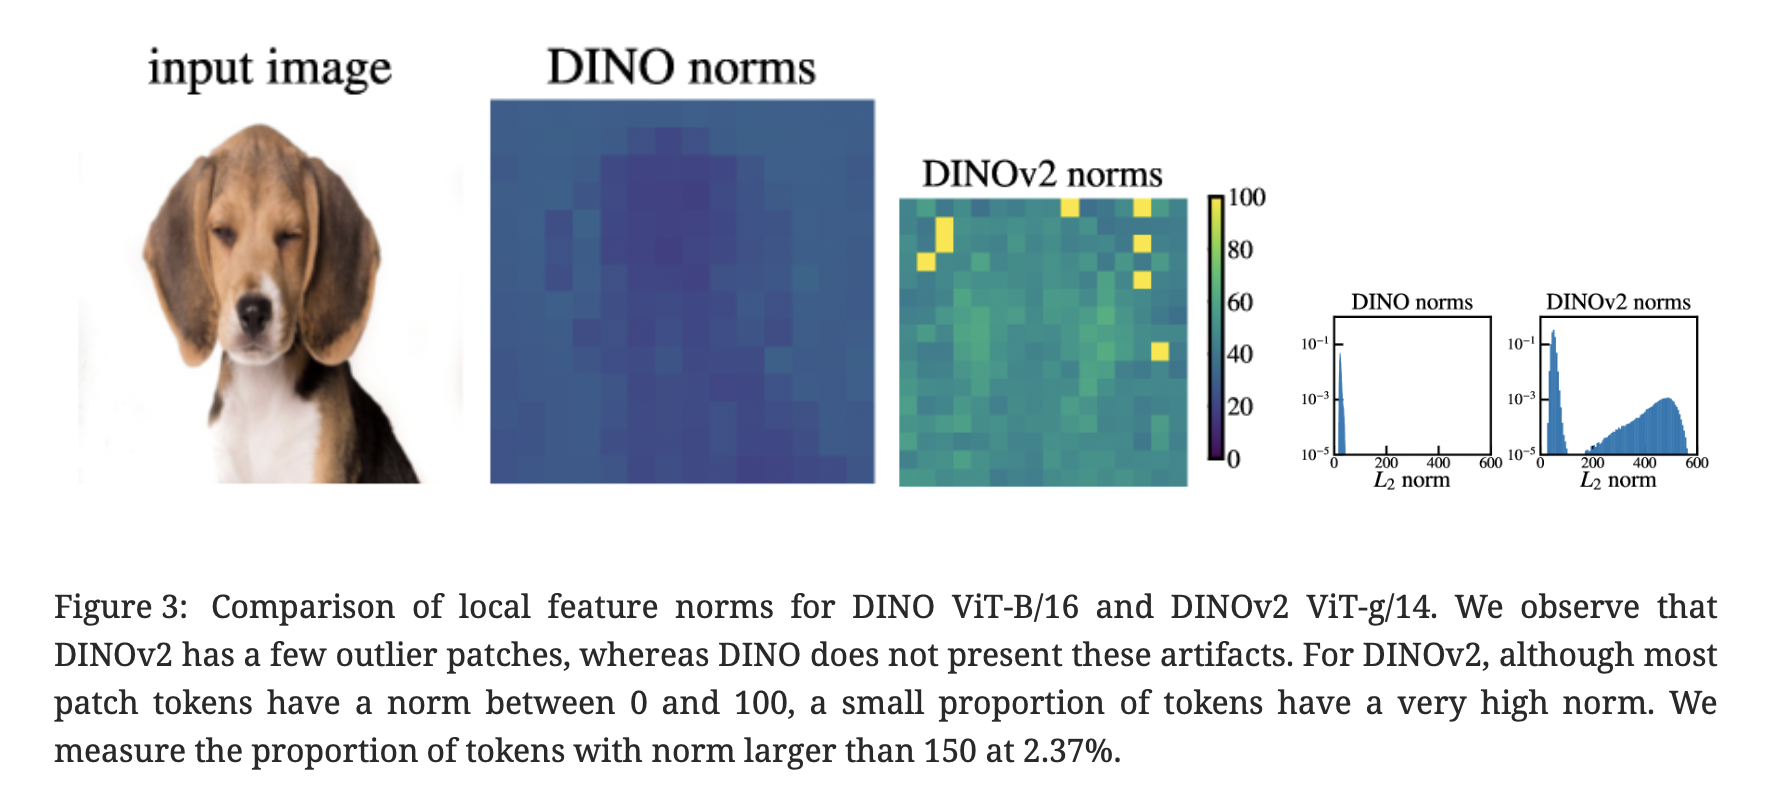 input image
DINO norms
DINOv2 norms
100
80
60
40
20
0
DINO norms
10⁻¹
10⁻³
10⁻⁵
0 200 400 600
L₂ norm
DINOv2 norms
10⁻¹
10⁻³
10⁻⁵
0 200 400 600
L₂ norm
Figure 3: Comparison of local feature norms for DINO ViT-B/16 and DINOv2 ViT-g/14. We observe that
DINOv2 has a few outlier patches, whereas DINO does not present these artifacts. For DINOv2, although most
patch tokens have a norm between 0 and 100, a small proportion of tokens have a very high norm. We
measure the proportion of tokens with norm larger than 150 at 2.37%.